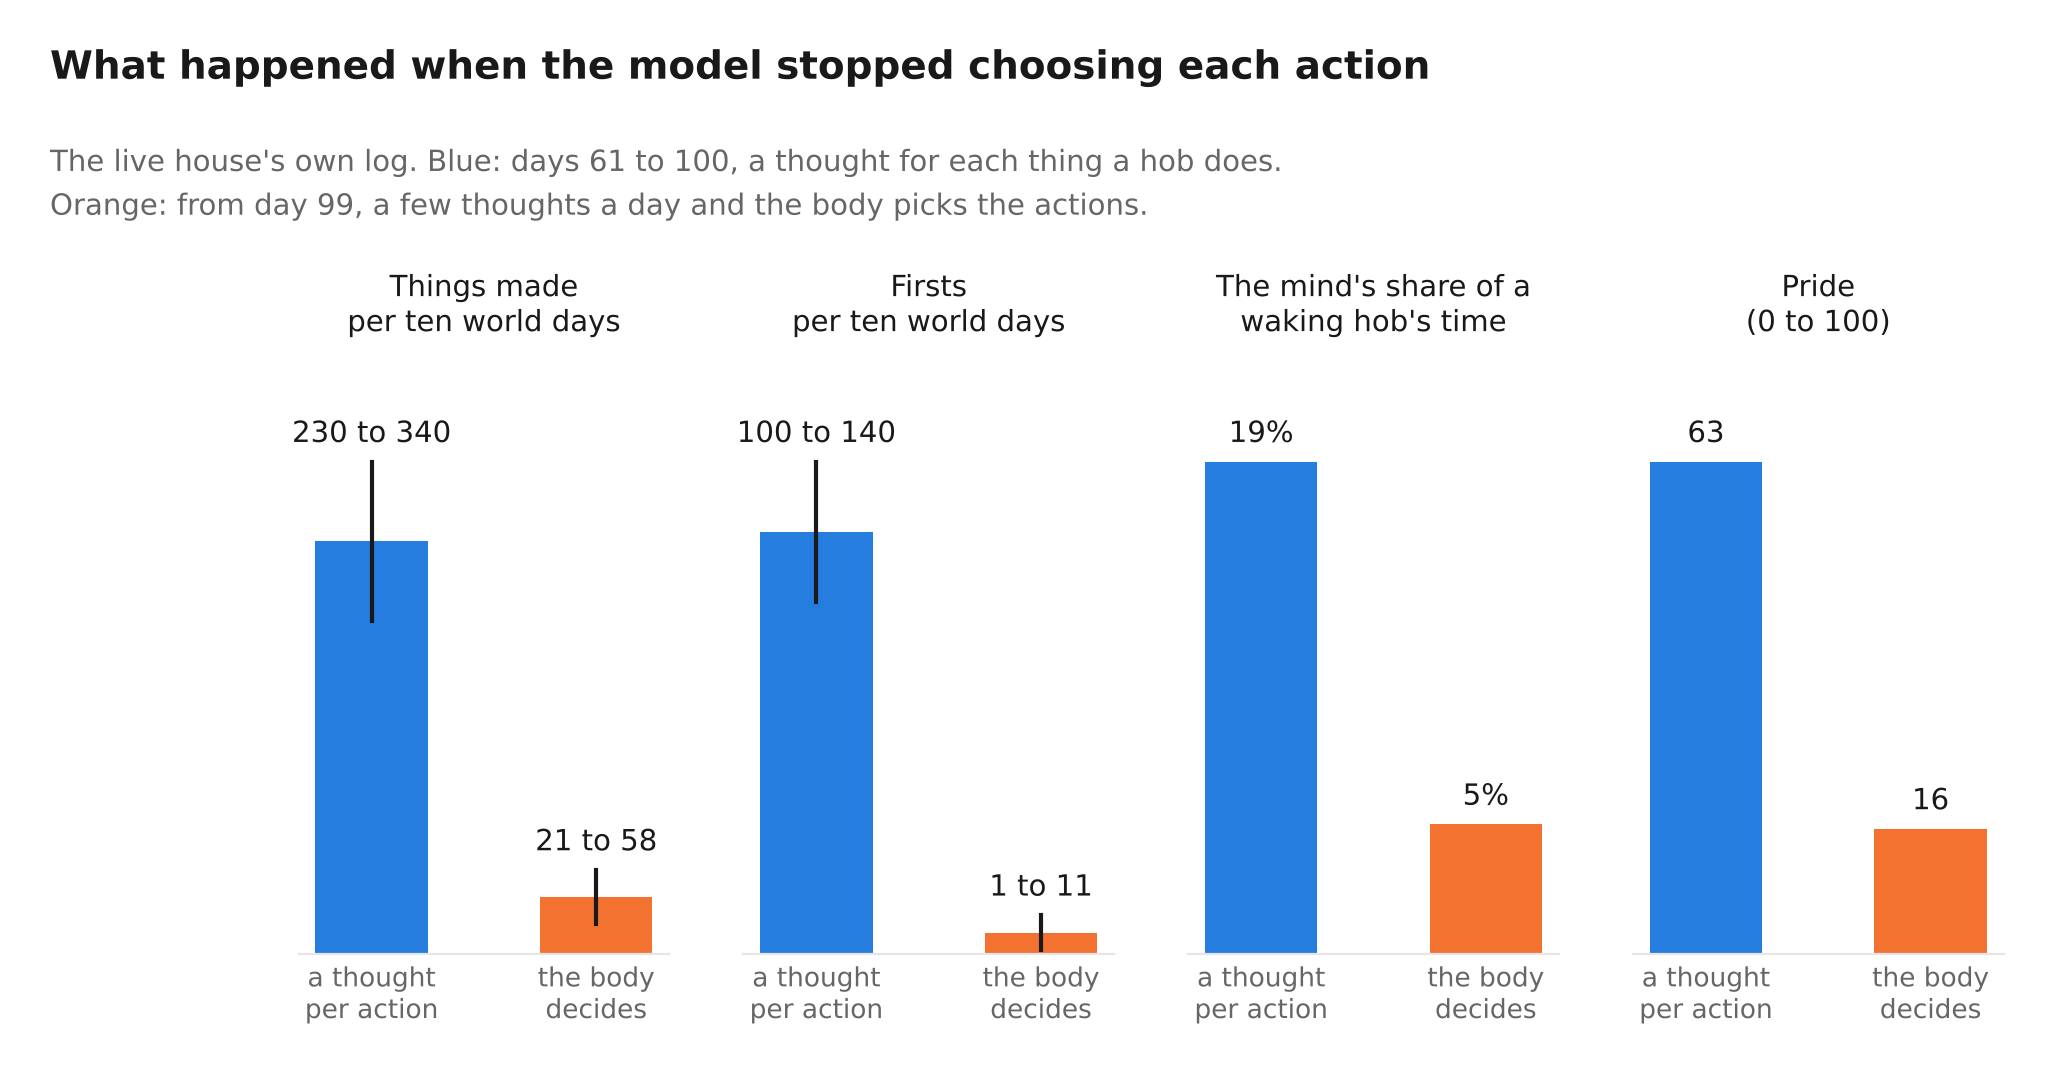 What happened when the model stopped choosing each action
The live house's own log. Blue: days 61 to 100, a thought for each thing a hob does.
Orange: from day 99, a few thoughts a day and the body picks the actions.
Things made
per ten world days
230 to 340
21 to 58
a thought
per action
the body
decides
Firsts
per ten world days
100 to 140
1 to 11
a thought
per action
the body
decides
The mind's share of a
waking hob's time
19%
5%
a thought
per action
the body
decides
Pride
(0 to 100)
63
16
a thought
per action
the body
decides